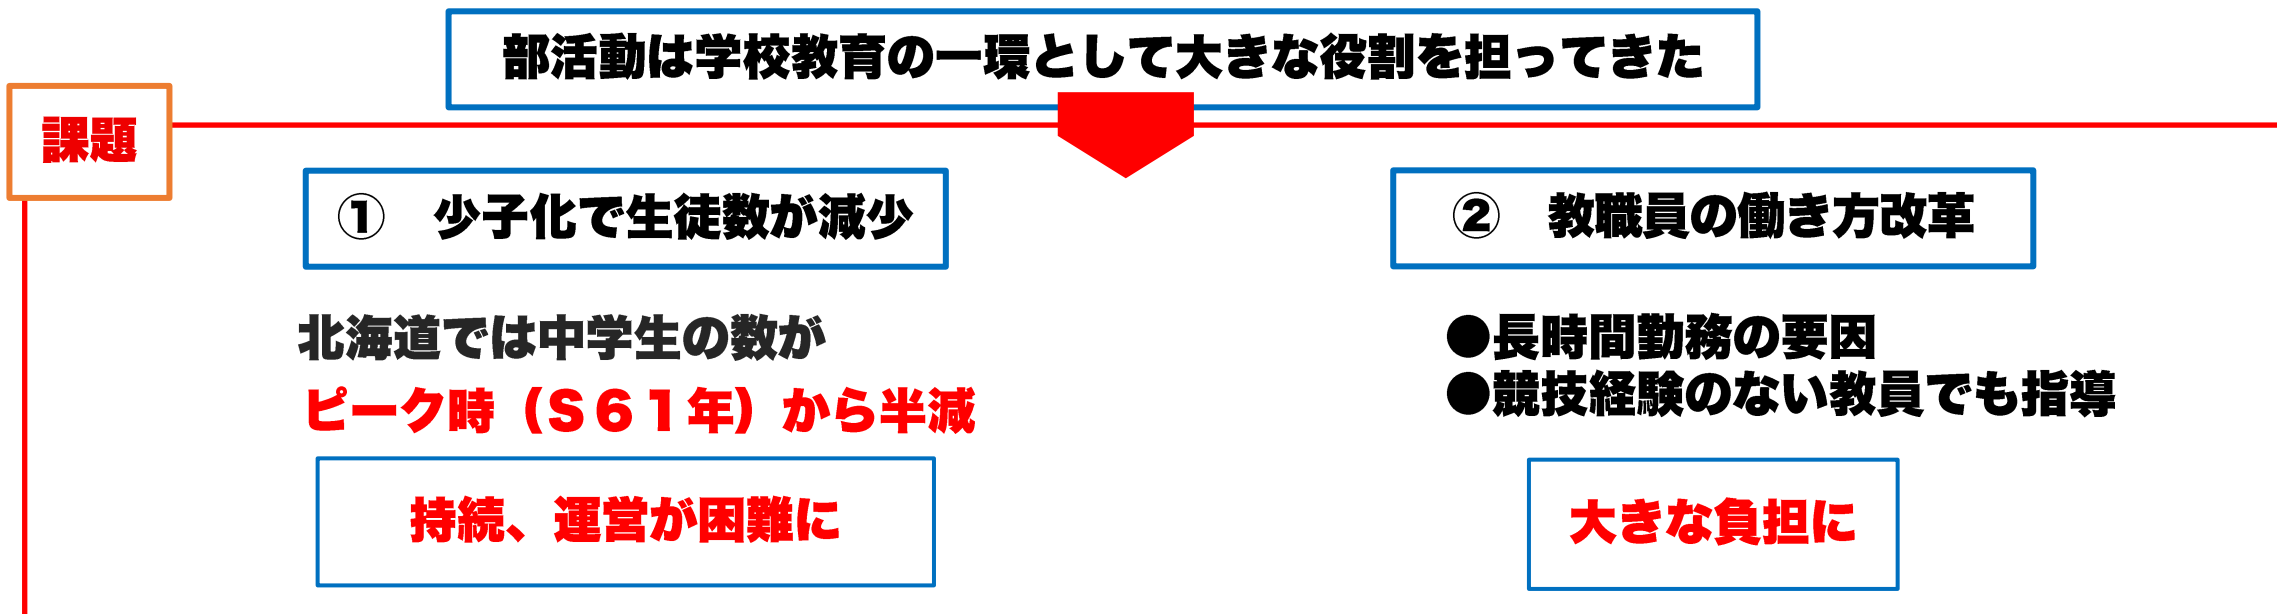 部活動は学校教育の一環として大きな役割を担ってきた
課題
① 少子化で生徒数が減少
北海道では中学生の数が
ピーク時（S６１年）から半減
持続、運営が困難に
② 教職員の働き方改革
●長時間勤務の要因
●競技経験のない教員でも指導
大きな負担に